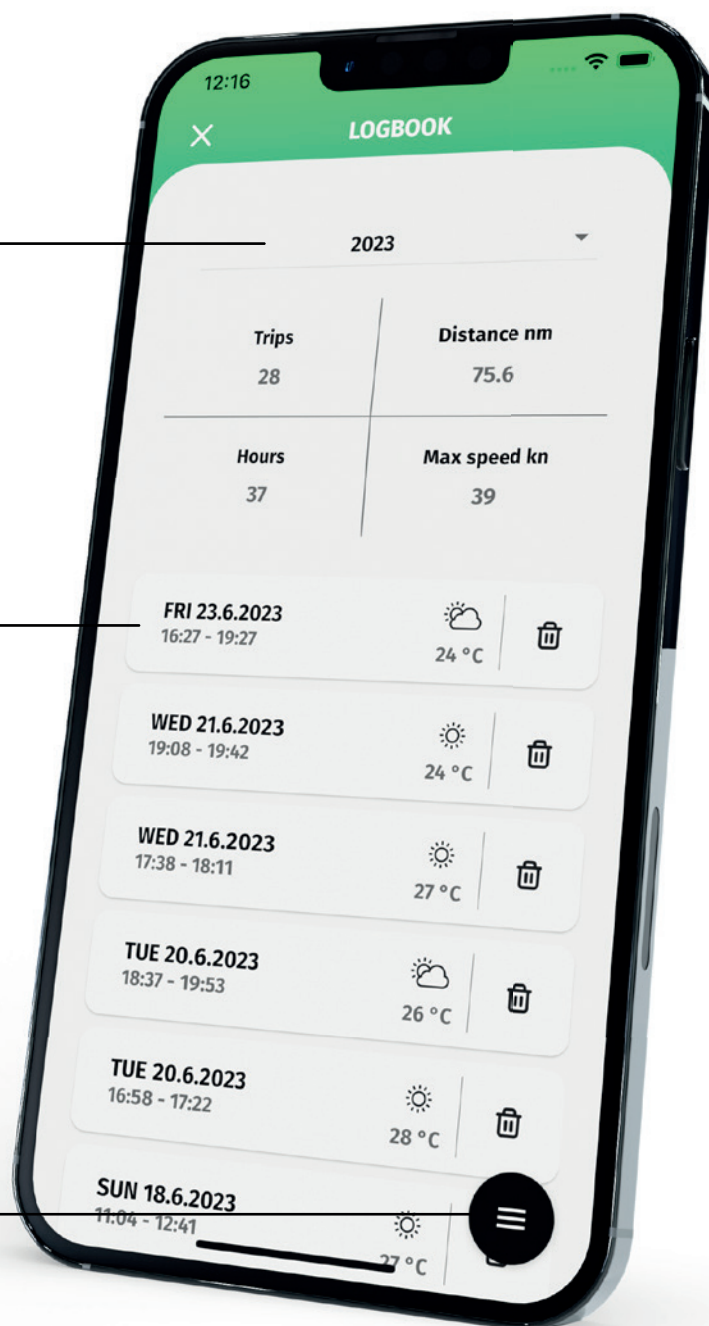 12:16
LOGBOOK
2023
Trips
Distance nm
28
75.6
Hours
Max speed kn
37
39
FRI 23.6.2023
16:27 - 19:27
24 °C
WED 21.6.2023
19:08 - 19:42
24 °C
WED 21.6.2023
17:38 - 18:11
27 °C
TUE 20.6.2023
18:37 - 19:53
26 °C
TUE 20.6.2023
16:58 - 17:22
28 °C
SUN 18.6.2023
11:04 - 12:41
27 °C